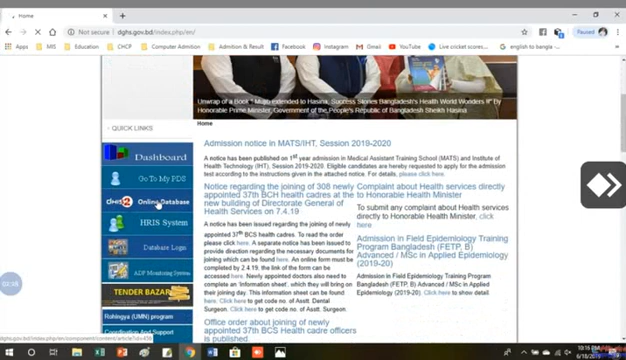 Home
Not secure | dghs.gov.bd/index.php/en/
Paused
Apps
MIS
Education
CHCP
Computer Admition
Admition & Result
Facebook
Instagram
Gmail
YouTube
Live cricket scores...
english to bangla
Unwrap of a Book " Mujib extended to Hasina; Success Stories Bangladesh's Health World Wonders II" by
Honorable Prime Minister, Government of the People's Republic of Bangladesh Sheikh Hasina
QUICK LINKS
Dashboard
Go To My PDS
dhis2 Online Database
HRIS System
Database Login
ADP Monitoring System
TENDER BAZAR
Rohingya (UMN) program
Coordination And Support
Home
Admission notice in MATS/IHT, Session 2019-2020
A notice has been published on 1st year admission in Medical Assistant Training School (MATS) and Institute of
Health Technology (IHT), Session 2019-20. Eligible candidates are hereby requested to apply for the admission
test according to the instructions given in the attached notice. For details, please click here.
Notice regarding the joining of 308 newly
appointed 37th BCH health cadres at the
new building of Directorate General of
Health Services on 7.4.19
A notice has been issued regarding the joining of newly
appointed 37th BCS health cadres. To read the order
please click here. A separate notice has been issued to
provide direction regarding the necessary documents for
joining which can be found here. An online form must be
completed by 2.4.19, the link of the form can be
accessed here. Newly appointed doctors also need to
complete an 'Information sheet', which they will bring on
their joining day. This information sheet can be found
here. Click here to get code no. of Asstt. Dental
Surgeon. Click here to get code no. of Asstt. Surgeon.
Office order about joining of newly
appointed 37th BCS health cadre officers
is published.
Complaint about Health services directly
to Honorable Health Minister
To submit any complaint about Health services
directly to Honorable Health Minister, click
here
Admission in Field Epidemiology Training
Program Bangladesh (FETP, B)
Advanced / MSc in Applied Epidemiology
(2019-20)
Admission in Field Epidemiology Training
Program Bangladesh (FETP, B) Advanced / MSc in Applied
Epidemiology (2019-20). Click here to show detail.
10:15 PM